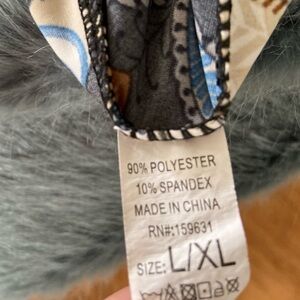 90% POLYESTER
10% SPANDEX
MADE IN CHINA
RN#:159631
SIZE: L/XL